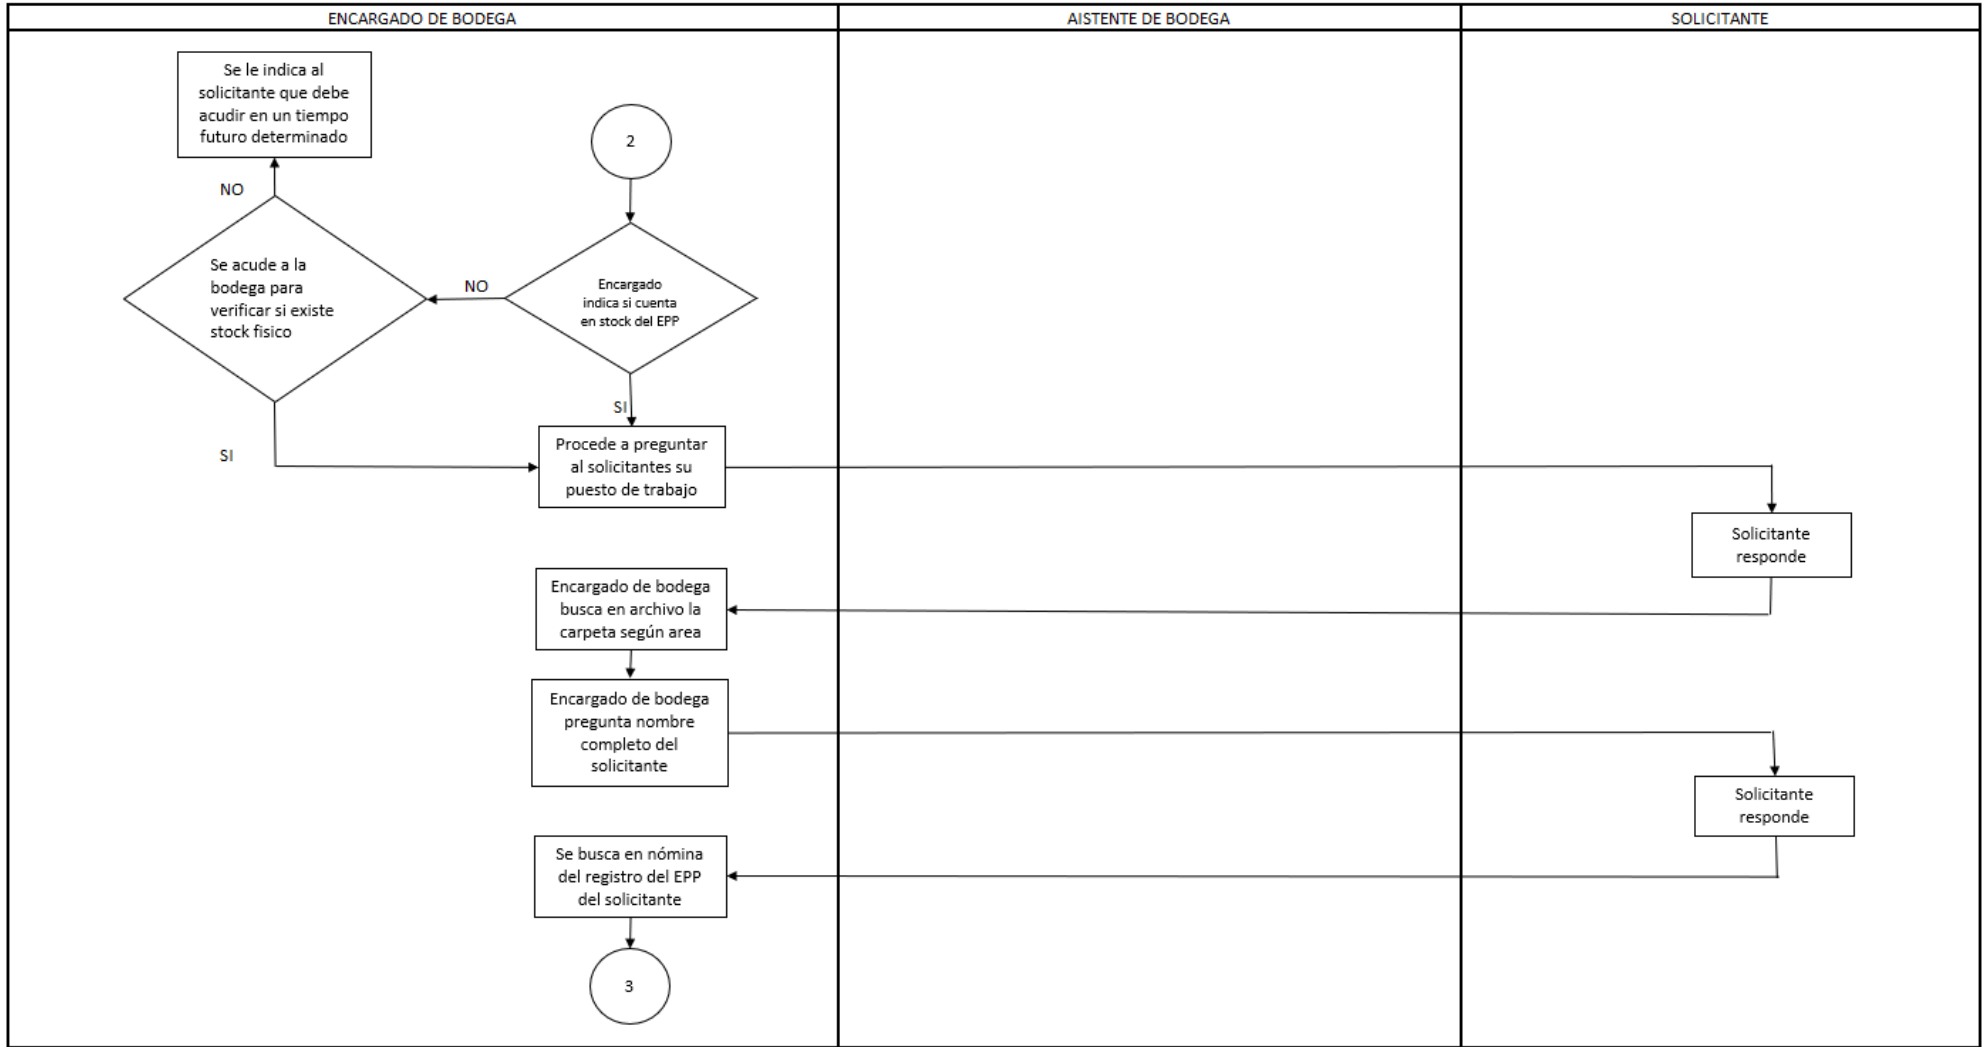 ENCARGADO DE BODEGA
AISTENTE DE BODEGA
SOLICITANTE
Se le indica al
solicitante que debe
acudir en un tiempo
futuro determinado
2
NO
Se acude a la
bodega para
verificar si existe
stock fisico
NO
Encargado
indica si cuenta
en stock del EPP
SI
SI
Procede a preguntar
al solicitantes su
puesto de trabajo
Solicitante
responde
Encargado de bodega
busca en archivo la
carpeta según area
Encargado de bodega
pregunta nombre
completo del
solicitante
Solicitante
responde
Se busca en nómina
del registro del EPP
del solicitante
3